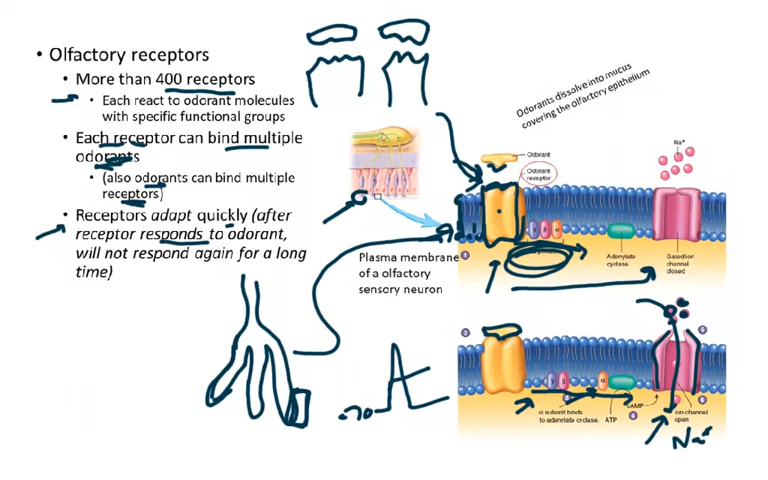 • Olfactory receptors
• More than 400 receptors
• Each react to odorant molecules
with specific functional groups
• Each receptor can bind multiple
odorants
• (also odorants can bind multiple
receptors)
• Receptors adapt quickly (after
receptor responds to odorant,
will not respond again for a long
time)
Odorants dissolve into mucus
covering the olfactory epithelium
Odorant
Odorant
receptor
Na+
γ β α
Adenylate
cyclase
Gated ion
channel
closed
Plasma membrane
of a olfactory
sensory neuron
-70
α subunit binds
to adenylate cyclase.
ATP
cAMP
Ion channel
open
Na+